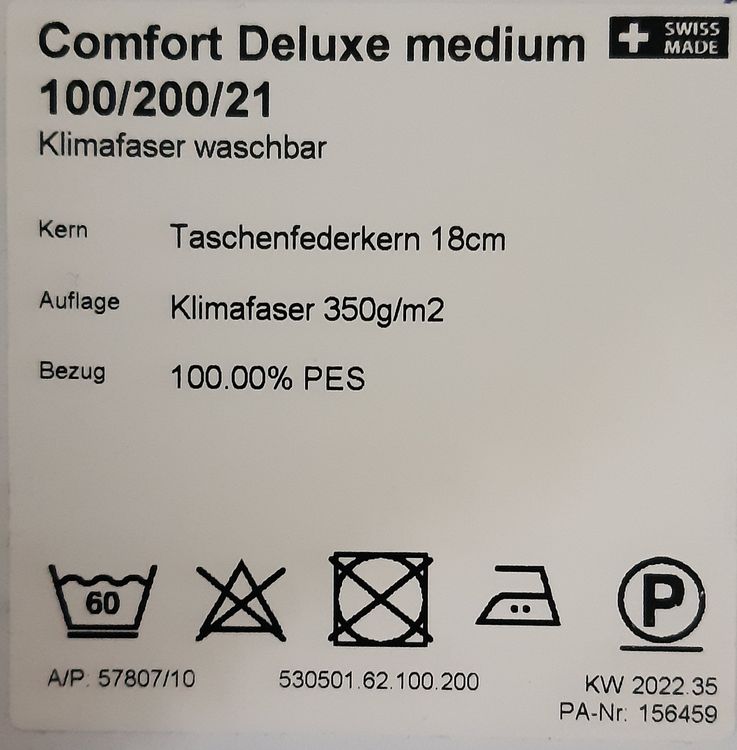 Comfort Deluxe medium
SWISS
MADE
100/200/21
Klimafaser waschbar
Kern Taschenfederkern 18cm
Auflage Klimafaser 350g/m2
Bezug 100.00% PES
60
P
A/P: 57807/10 530501.62.100.200 KW 2022.35
PA-Nr: 156459